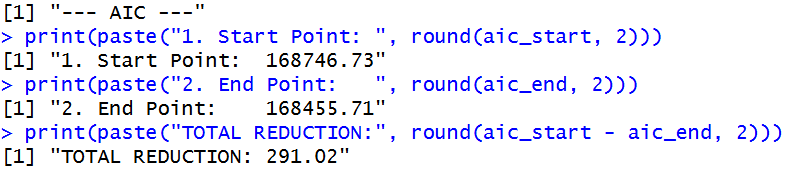 [1] "--- AIC ---"
> print(paste("1. Start Point: ", round(aic_start, 2)))
[1] "1. Start Point:  168746.73"
> print(paste("2. End Point:   ", round(aic_end, 2)))
[1] "2. End Point:    168455.71"
> print(paste("TOTAL REDUCTION:", round(aic_start - aic_end, 2)))
[1] "TOTAL REDUCTION: 291.02"